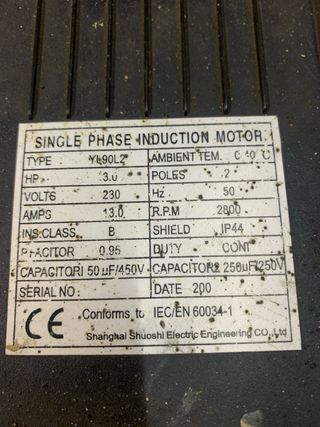 SINGLE PHASE INDUCTION MOTOR
TYPE YL90L2 AMBIENT TEM. 0 40 °C
HP 3.0 POLES 2
VOLTS 230 Hz 50
AMPS 13.0 R.P.M 2800
INS.CLASS B SHIELD IP44
P.FACITOR 0.95 DUTY CONT
CAPACITOR1 50 µF/450V CAPACITOR2 250µF/250V
SERIAL NO: DATE 200
CE Conforms to IEC/EN 60034-1
Shanghai Shuoshi Electric Engineering CO.,Ltd